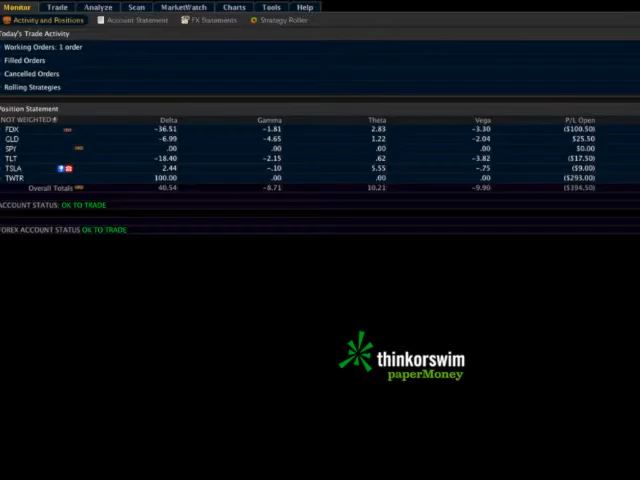 Monitor Trade Analyze Scan MarketWatch Charts Tools Help
Activity and Positions Account Statement FX Statements Strategy Roller
Today's Trade Activity
Working Orders: 1 order
Filled Orders
Cancelled Orders
Rolling Strategies
Position Statement
NOT WEIGHTED Delta Gamma Theta Vega P/L Open
FDX -36.51 -1.81 2.83 -3.30 ($100.50)
GLD -6.99 -4.65 1.22 -2.04 $25.50
SPY .00 .00 .00 .00 $0.00
TLT -18.40 -2.15 .62 -3.82 ($17.50)
TSLA 2.44 -.10 5.55 -.75 ($9.00)
TWTR 100.00 .00 .00 .00 ($293.00)
Overall Totals 40.54 -8.71 10.21 -9.90 ($394.50)
ACCOUNT STATUS: OK TO TRADE
FOREX ACCOUNT STATUS OK TO TRADE
thinkorswim
paperMoney